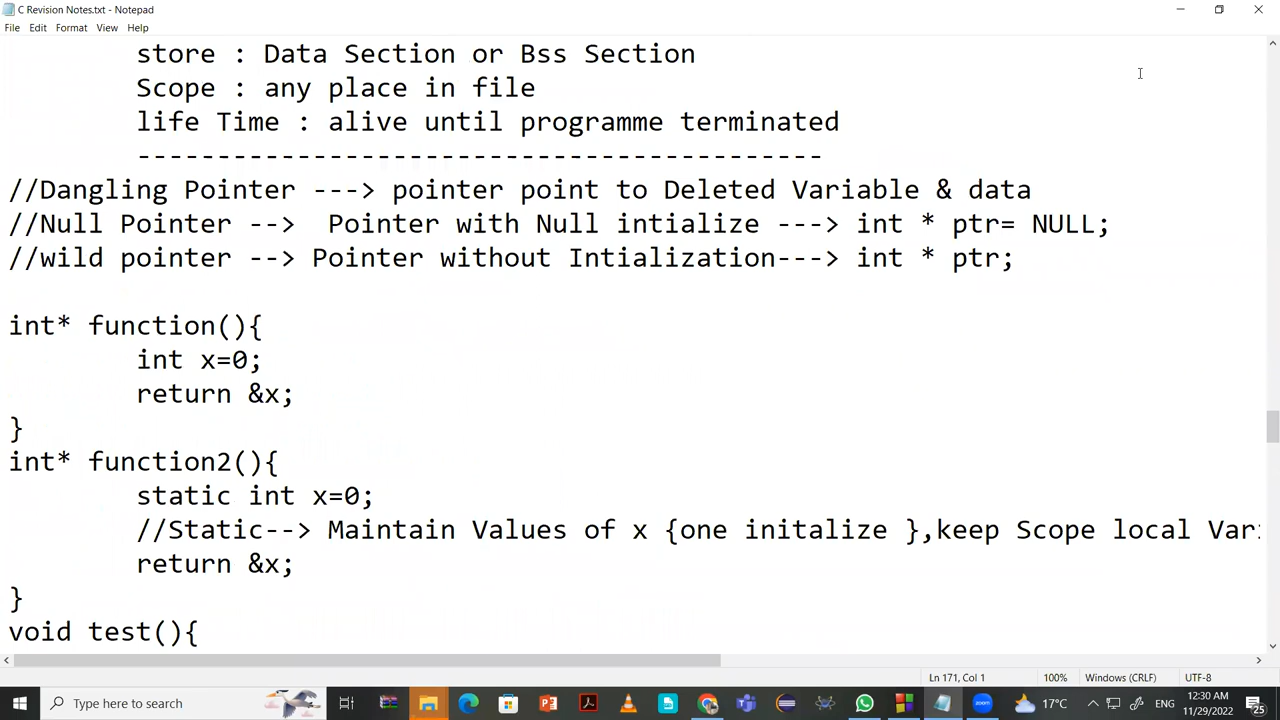 C Revision Notes.txt - Notepad
File Edit Format View Help
store : Data Section or Bss Section
Scope : any place in file
life Time : alive until programme terminated
-------------------------------------------
//Dangling Pointer ---> pointer point to Deleted Variable & data
//Null Pointer --> Pointer with Null intialize ---> int * ptr= NULL;
//wild pointer --> Pointer without Intialization---> int * ptr;
int* function(){
int x=0;
return &x;
}
int* function2(){
static int x=0;
//Static--> Maintain Values of x {one initalize },keep Scope local Vari
return &x;
}
void test(){
Ln 171, Col 1 100% Windows (CRLF) UTF-8
Type here to search
zoom
17°C
12:30 AM
11/29/2022
25